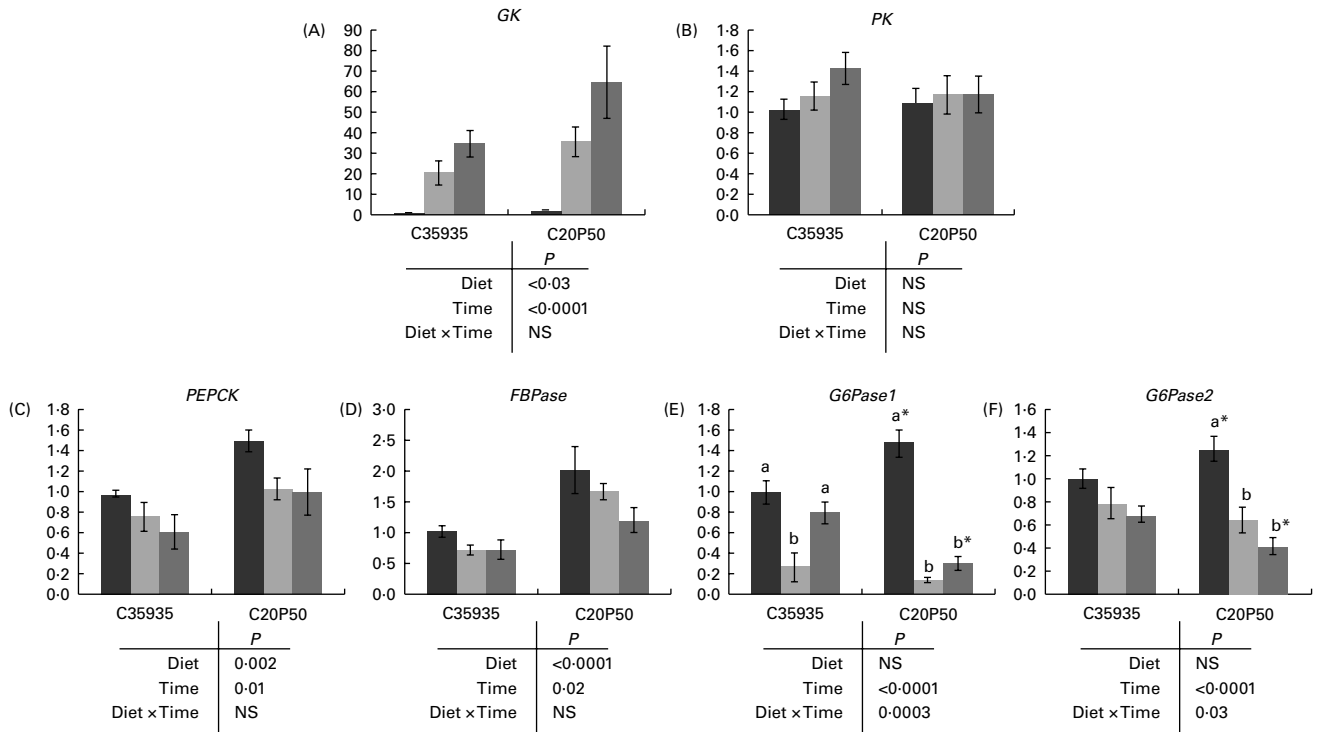 (A) GK
90
80
70
60
50
40
30
20
10
0
C35935 C20P50
P
Diet <0·03
Time <0·0001
Diet × Time NS
(B) PK
1·8
1·6
1·4
1·2
1·0
0·8
0·6
0·4
0·2
0·0
C35935 C20P50
P
Diet NS
Time NS
Diet × Time NS
(C) PEPCK
1·8
1·6
1·4
1·2
1·0
0·8
0·6
0·4
0·2
0·0
C35935 C20P50
P
Diet 0·002
Time 0·01
Diet × Time NS
(D) FBPase
3·0
2·5
2·0
1·5
1·0
0·5
0·0
C35935 C20P50
P
Diet <0·0001
Time 0·02
Diet × Time NS
(E) G6Pase1
1·8
1·6
1·4
1·2
1·0
0·8
0·6
0·4
0·2
0·0
a b a a* b b*
C35935 C20P50
P
Diet NS
Time <0·0001
Diet × Time 0·0003
(F) G6Pase2
1·6
1·4
1·2
1·0
0·8
0·6
0·4
0·2
0·0
a* b b*
C35935 C20P50
P
Diet NS
Time <0·0001
Diet × Time 0·03